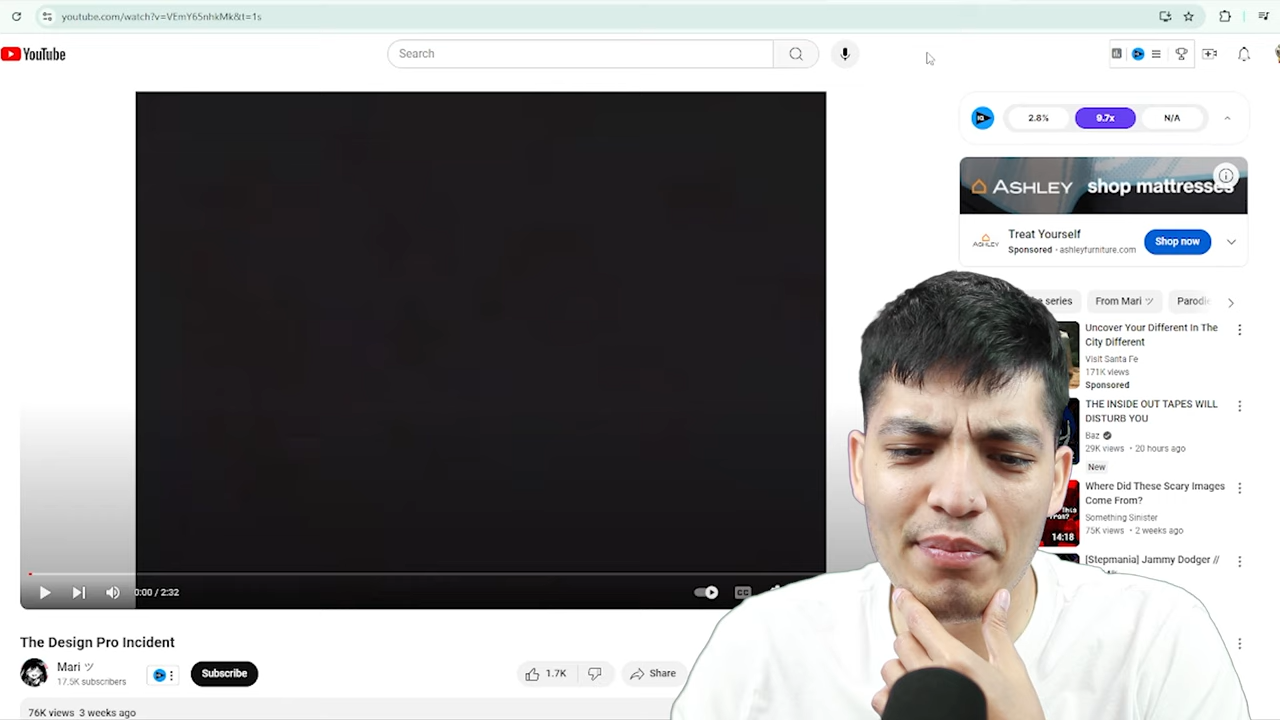 youtube.com/watch?v=VEmY65nhkMk&t=1s
YouTube
Search
2.8%
9.7x
N/A
ASHLEY shop mattresses
Treat Yourself
Sponsored · ashleyfurniture.com
Shop now
series
From Mari ツ
Uncover Your Different In The
City Different
Visit Santa Fe
171K views
Sponsored
THE INSIDE OUT TAPES WILL
DISTURB YOU
Baz
29K views • 20 hours ago
New
Where Did These Scary Images
Come From?
Something Sinister
75K views • 2 weeks ago
14:18
[Stepmania] Jammy Dodger //
0:00 / 2:32
CC
The Design Pro Incident
Mari ツ
17.5K subscribers
Subscribe
1.7K
Share
76K views 3 weeks ago